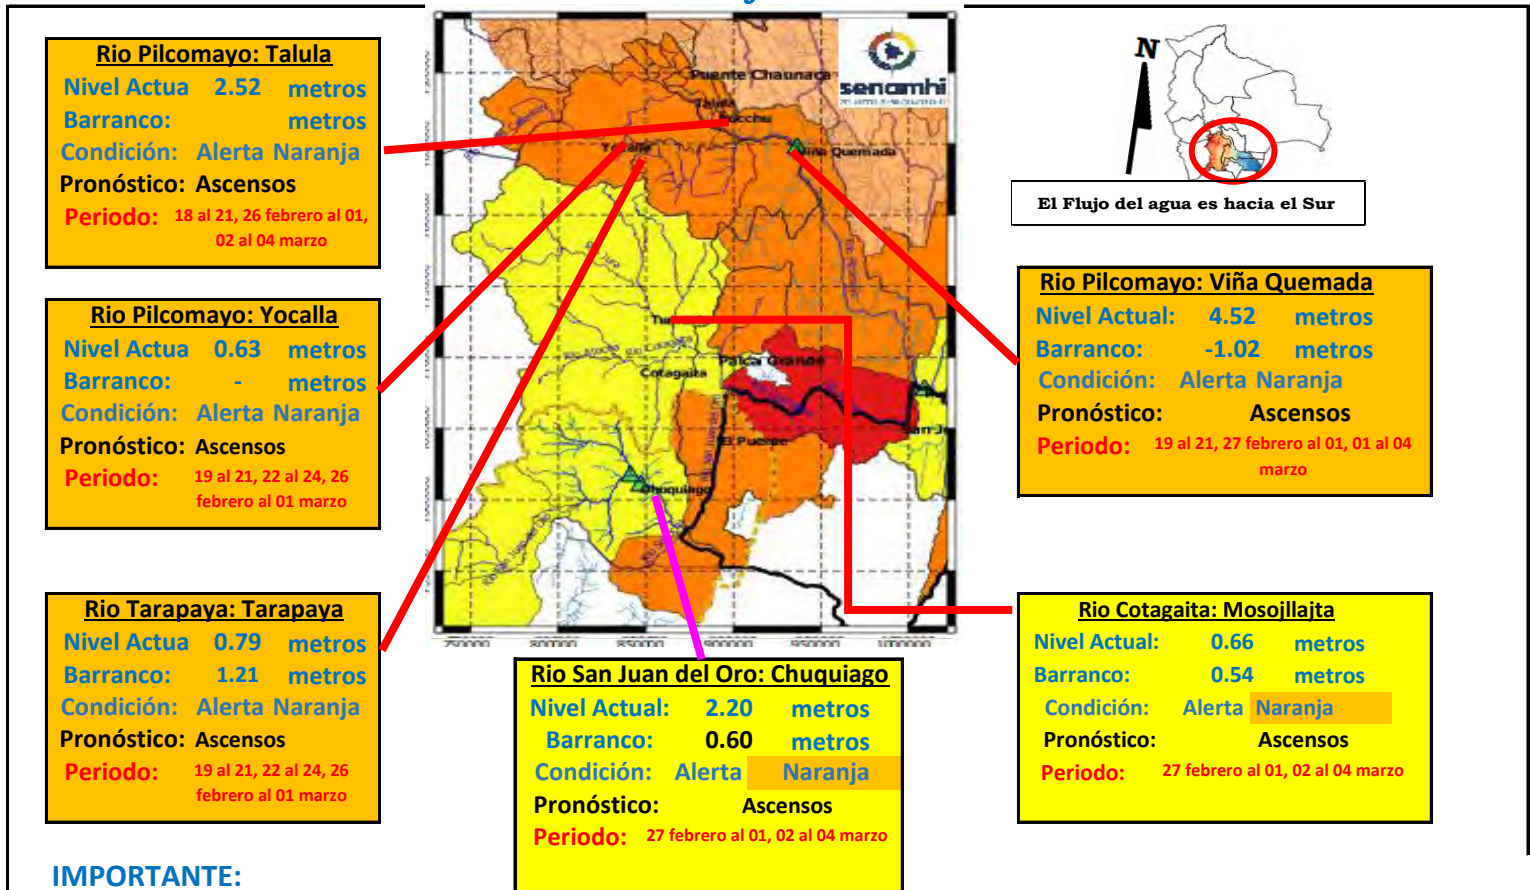 Rio Pilcomayo: Talula
Nivel Actua 2.52 metros
Barranco: metros
Condición: Alerta Naranja
Pronóstico: Ascensos
Periodo: 18 al 21, 26 febrero al 01,
02 al 04 marzo
Rio Pilcomayo: Yocalla
Nivel Actua 0.63 metros
Barranco: - metros
Condición: Alerta Naranja
Pronóstico: Ascensos
Periodo: 19 al 21, 22 al 24, 26
febrero al 01 marzo
Rio Tarapaya: Tarapaya
Nivel Actua 0.79 metros
Barranco: 1.21 metros
Condición: Alerta Naranja
Pronóstico: Ascensos
Periodo: 19 al 21, 22 al 24, 26
febrero al 01 marzo
senamhi
Puente Chaunaca
Talula
Viña Quemada
Yocalla
Palca Grande
Cotagaita
El Puente
Chuquiago
N
El Flujo del agua es hacia el Sur
Rio Pilcomayo: Viña Quemada
Nivel Actual: 4.52 metros
Barranco: -1.02 metros
Condición: Alerta Naranja
Pronóstico: Ascensos
Periodo: 19 al 21, 27 febrero al 01, 01 al 04
marzo
Rio San Juan del Oro: Chuquiago
Nivel Actual: 2.20 metros
Barranco: 0.60 metros
Condición: Alerta Naranja
Pronóstico: Ascensos
Periodo: 27 febrero al 01, 02 al 04 marzo
Rio Cotagaita: Mosojllajta
Nivel Actual: 0.66 metros
Barranco: 0.54 metros
Condición: Alerta Naranja
Pronóstico: Ascensos
Periodo: 27 febrero al 01, 02 al 04 marzo
IMPORTANTE: